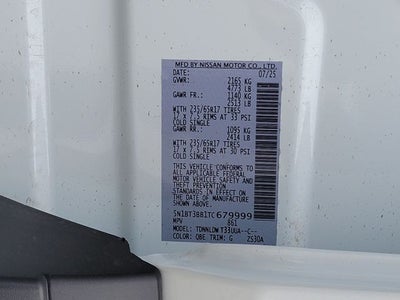 MFD BY NISSAN MOTOR CO., LTD.
DATE: 07/25
GVWR: 2165 KG
4773 LB
GAWR FR.: 1140 KG
2513 LB
WITH 235/65R17 TIRES
17 x 7.5 RIMS AT 33 PSI
COLD SINGLE
GAWR RR.: 1095 KG
2414 LB
WITH 235/65R17 TIRES
17 x 7.5 RIMS AT 30 PSI
COLD SINGLE
THIS VEHICLE CONFORMS TO
ALL APPLICABLE FEDERAL
MOTOR VEHICLE SAFETY
AND THEFT PREVENTION
STANDARDS IN EFFECT ON
THE DATE OF MANUFACTURE
SHOWN ABOVE.
5N1BT3BB1TC679999
MPV 861
MODEL: TDNNLDW T33UUA--C--
COLOR: QBE TRIM: G ZS3DA